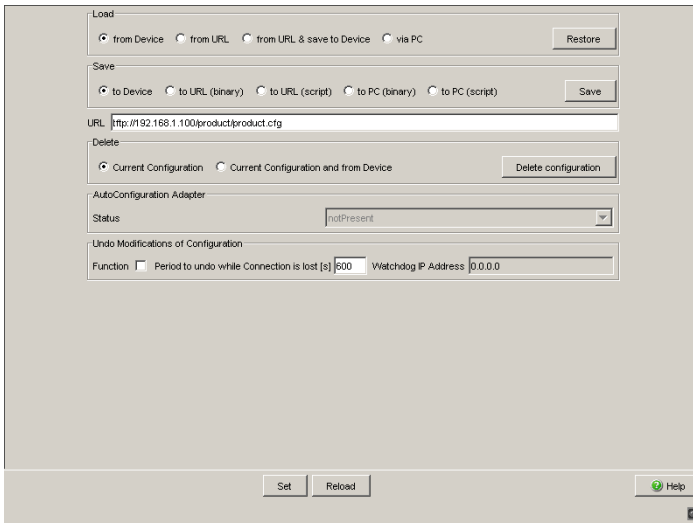 Load
from Device from URL from URL & save to Device via PC Restore
Save
to Device to URL (binary) to URL (script) to PC (binary) to PC (script) Save
URL tftp://192.168.1.100/product/product.cfg
Delete
Current Configuration Current Configuration and from Device Delete configuration
AutoConfiguration Adapter
Status notPresent
Undo Modifications of Configuration
Function Period to undo while Connection is lost [s] 600 Watchdog IP Address 0.0.0.0
Set Reload Help